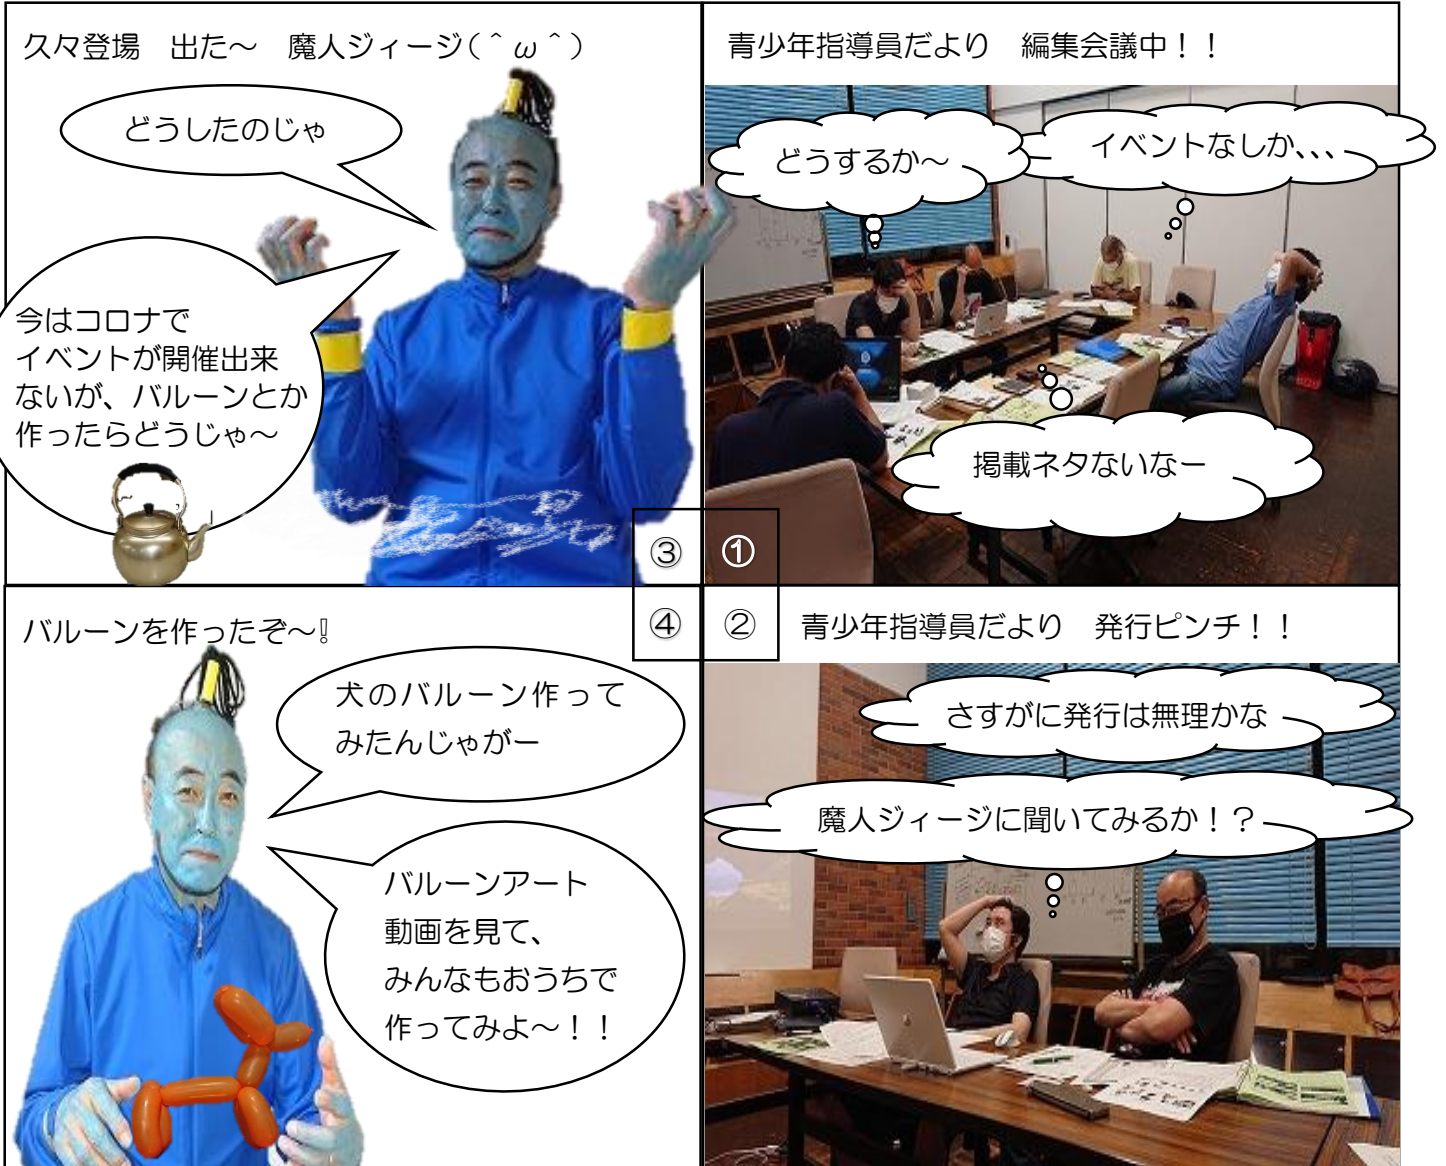 青少年指導員だより　編集会議中！！
どうするか～
イベントなしか、、、
掲載ネタないなー
①
②
青少年指導員だより　発行ピンチ！！
さすがに発行は無理かな
魔人ジィージに聞いてみるか！？
久々登場　出た～　魔人ジィージ(＾ω＾)
どうしたのじゃ
今はコロナで
イベントが開催出来
ないが、バルーンとか
作ったらどうじゃ～
③
④
バルーンを作ったぞ～!!
犬のバルーン作って
みたんじゃがー
バルーンアート
動画を見て、
みんなもおうちで
作ってみよ～！！